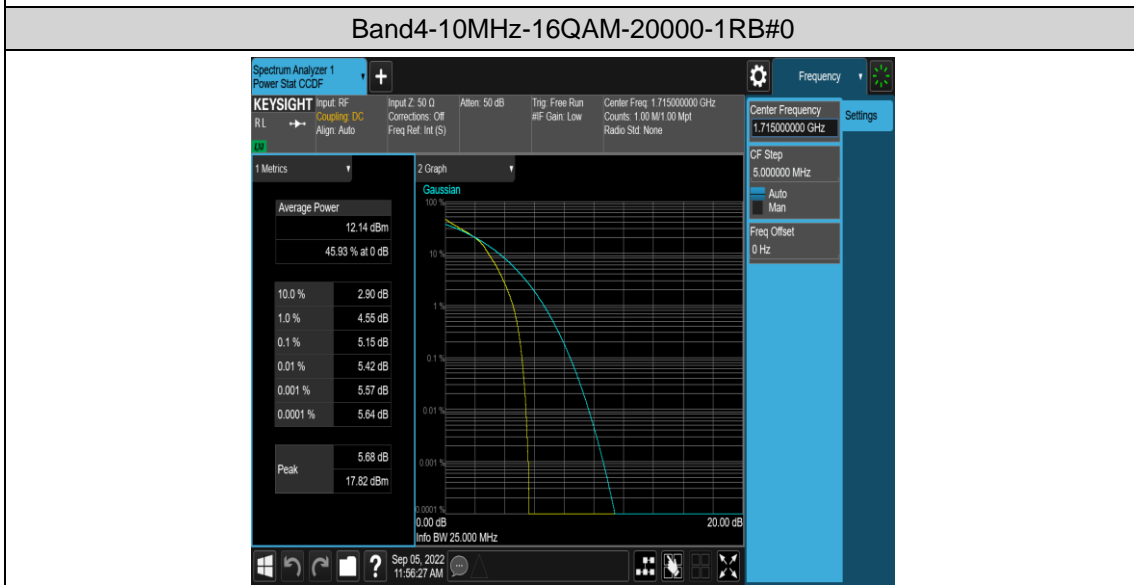 Band4-10MHz-16QAM-20000-1RB#0
Spectrum Analyzer 1
Power Stat CCDF
+
Frequency
KEYSIGHT
RL
Input: RF
Coupling: DC
Align: Auto
Input Z: 50 Ω
Corrections: Off
Freq Ref: Int (S)
Atten: 50 dB
Trig: Free Run
#IF Gain: Low
Center Freq: 1.715000000 GHz
Counts: 1.00 M/1.00 Mpt
Radio Std: None
Center Frequency
1.715000000 GHz
Settings
CF Step
5.000000 MHz
Auto
Man
Freq Offset
0 Hz
1 Metrics
Average Power
12.14 dBm
45.93 % at 0 dB
10.0 % 2.90 dB
1.0 % 4.55 dB
0.1 % 5.15 dB
0.01 % 5.42 dB
0.001 % 5.57 dB
0.0001 % 5.64 dB
Peak
5.68 dB
17.82 dBm
2 Graph
Gaussian
100 %
10 %
1 %
0.1 %
0.01 %
0.001 %
0.0001 %
0.00 dB 20.00 dB
Info BW 25.000 MHz
?
Sep 05, 2022
11:56:27 AM